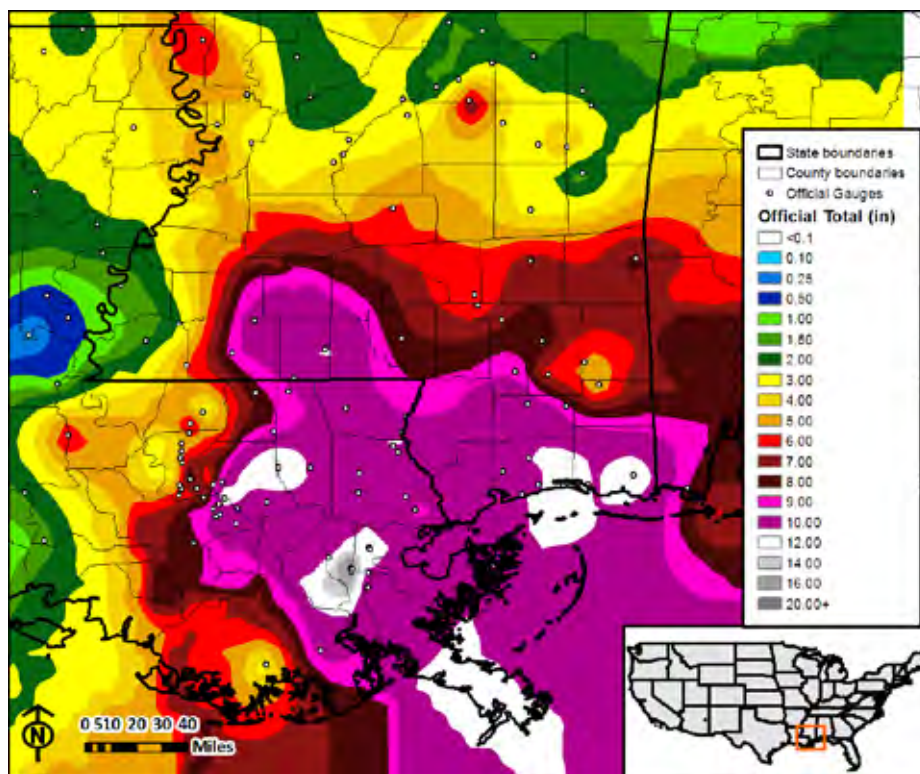 State boundaries
County boundaries
Official Gauges
Official Total (in)
<0.1
0.10
0.25
0.50
1.00
1.50
2.00
3.00
4.00
5.00
6.00
7.00
8.00
9.00
10.00
12.00
14.00
16.00
20.00+
0 510 20 30 40
Miles
N